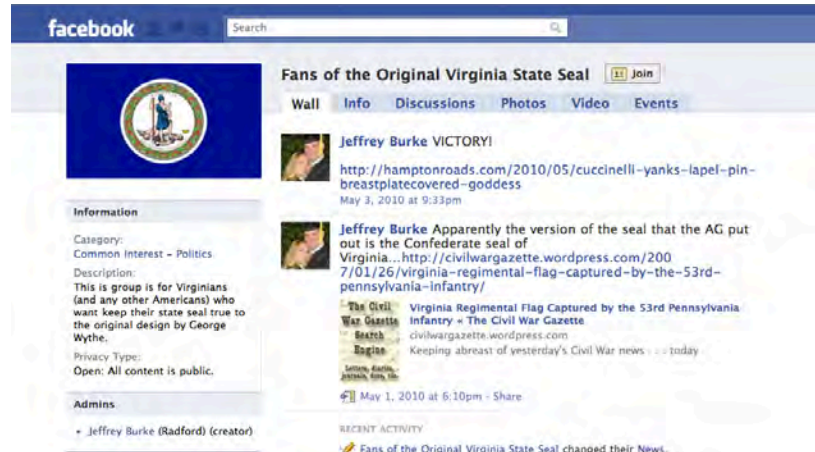 facebook
Search
Fans of the Original Virginia State Seal
Join
Wall Info Discussions Photos Video Events
Jeffrey Burke VICTORY!
http://hamptonroads.com/2010/05/cuccinelli-yanks-lapel-pin-
breastplatecovered-goddess
May 3, 2010 at 9:33pm
Jeffrey Burke Apparently the version of the seal that the AG put
out is the Confederate seal of
Virginia...http://civilwargazette.wordpress.com/200
7/01/26/virginia-regimental-flag-captured-by-the-53rd-
pennsylvania-infantry/
The Civil
War Gazette
Search
Engine
Letters, diaries,
Virginia Regimental Flag Captured by the 53rd Pennsylvania
Infantry « The Civil War Gazette
civilwargazette.wordpress.com
Keeping abreast of yesterday's Civil War news ... today
May 1, 2010 at 6:10pm · Share
RECENT ACTIVITY
Fans of the Original Virginia State Seal changed their News.
Information
Category:
Common Interest - Politics
Description:
This is group is for Virginians
(and any other Americans) who
want keep their state seal true to
the original design by George
Wythe.
Privacy Type:
Open: All content is public.
Admins
• Jeffrey Burke (Radford) (creator)